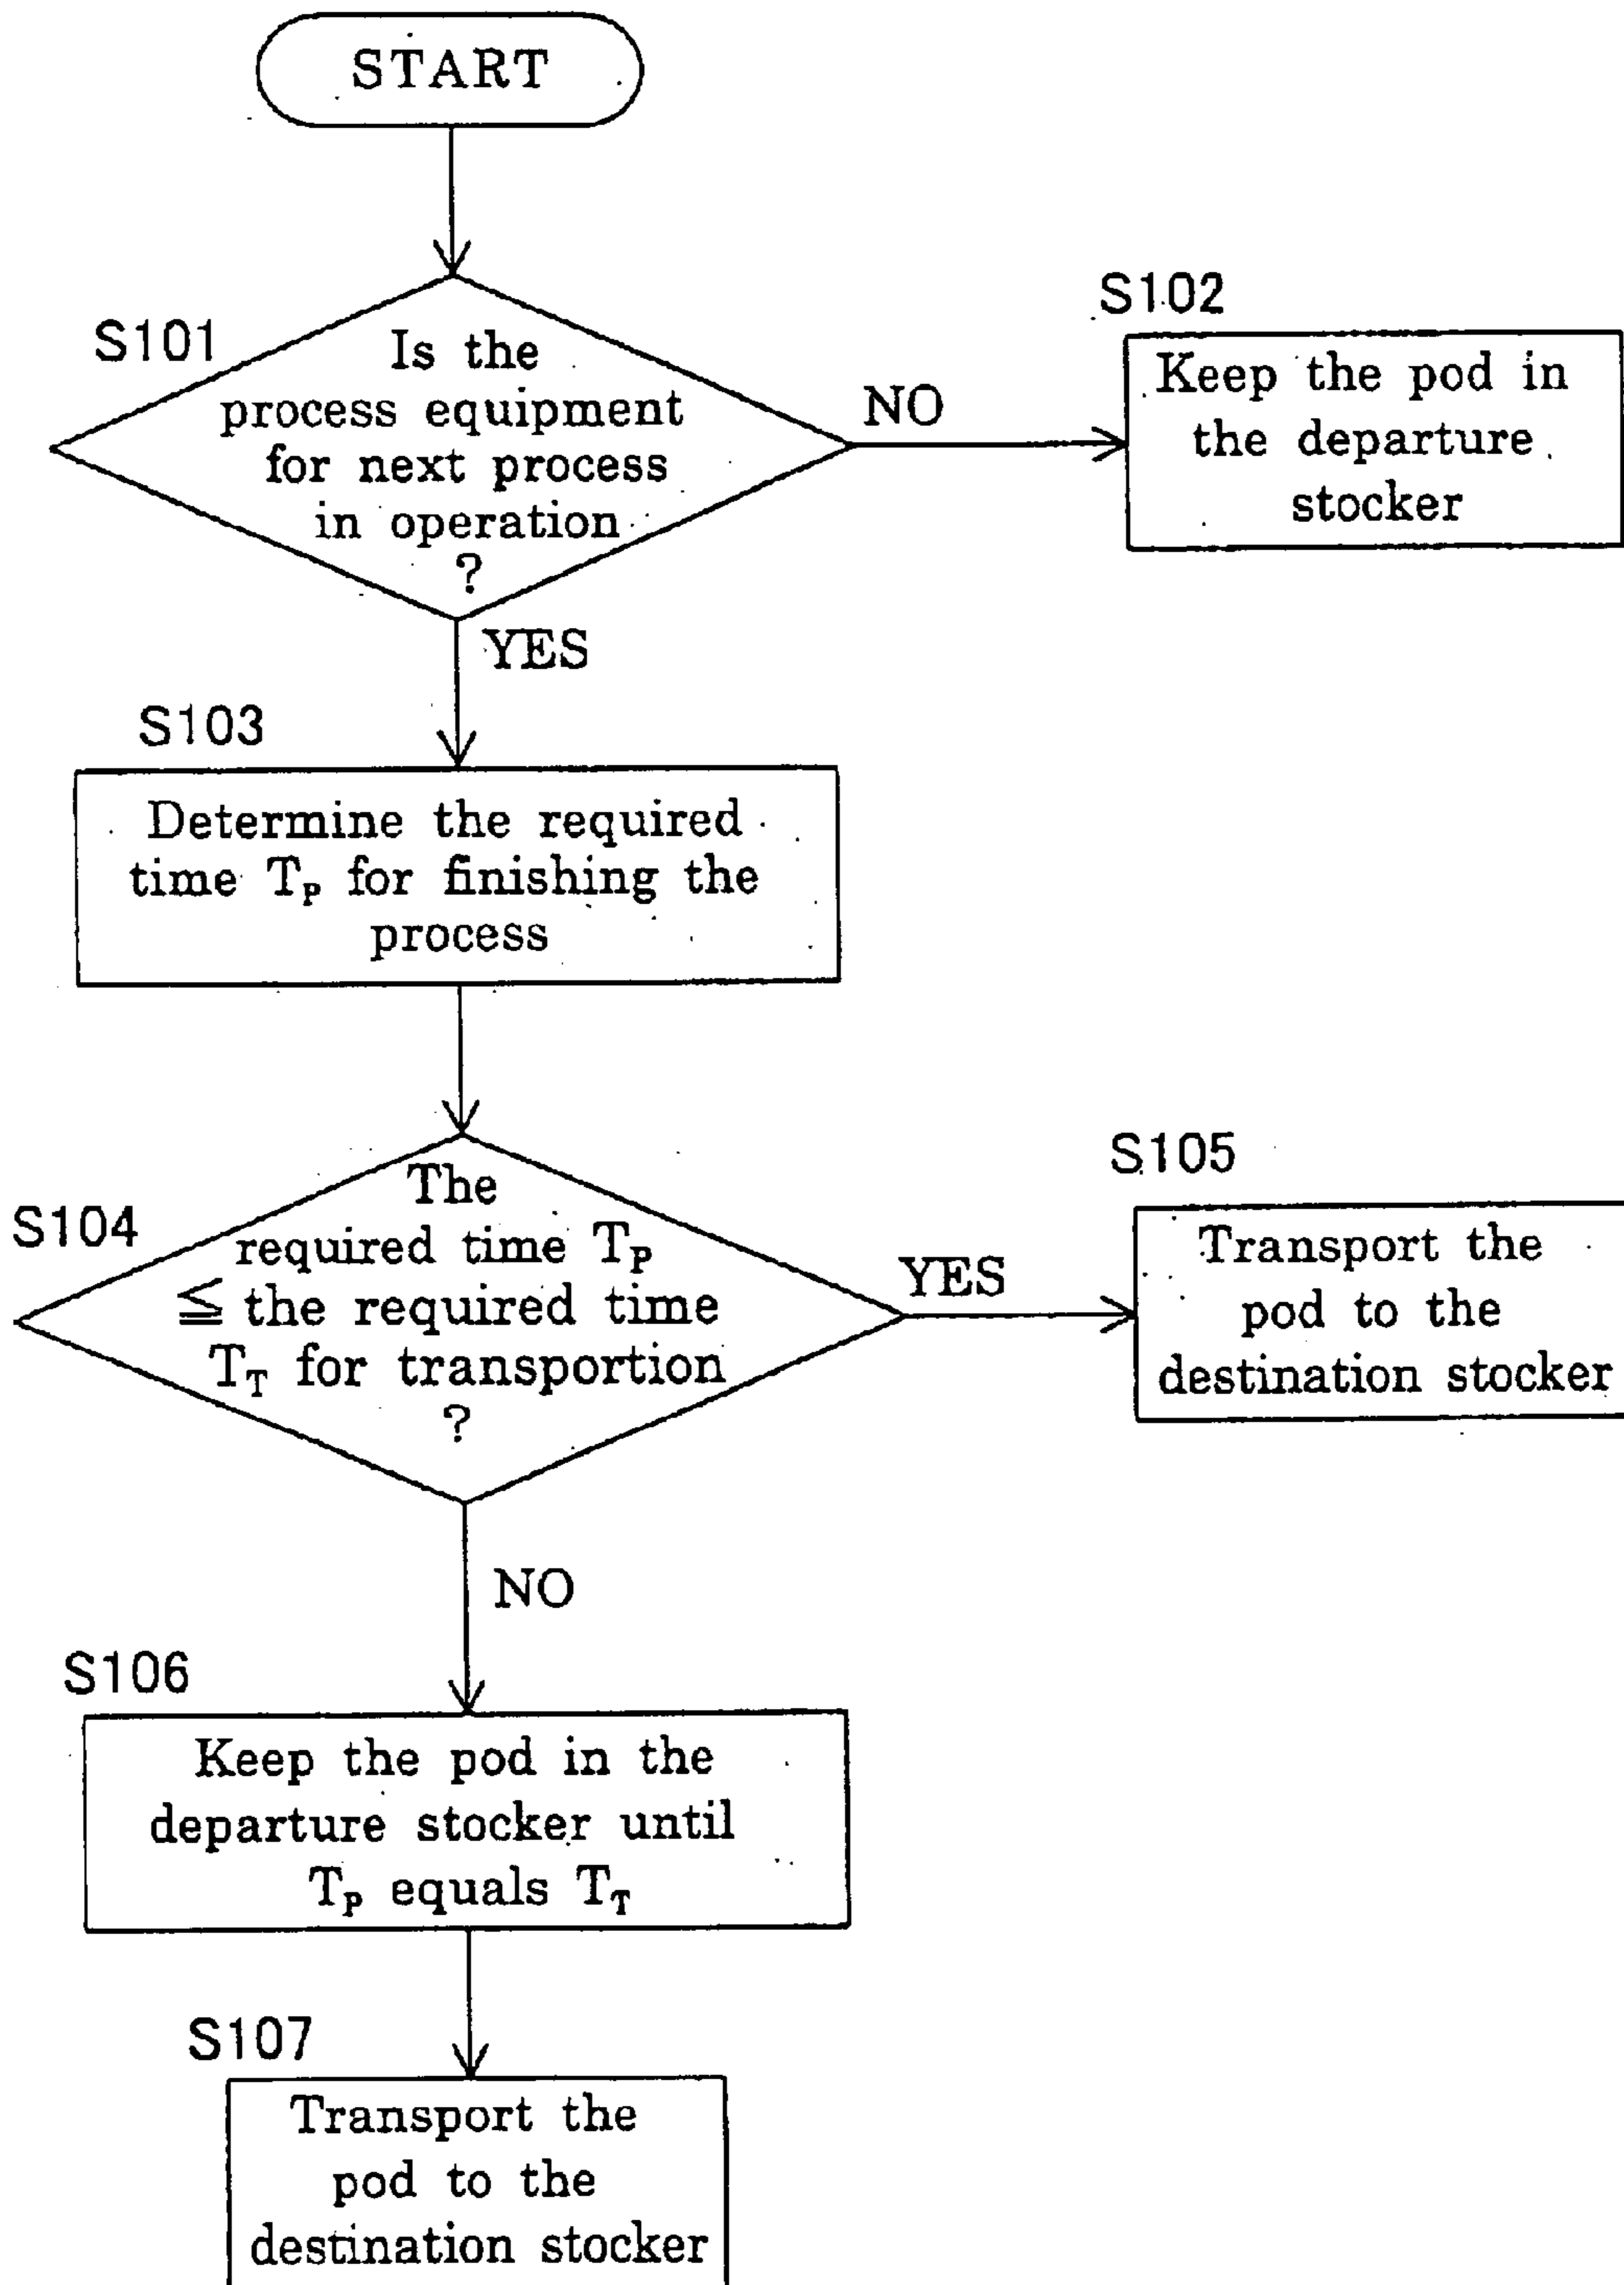 START
S101
Is the
process equipment
for next process
in operation
?
NO
S102
Keep the pod in
the departure
stocker
YES
S103
Determine the required
time T_P for finishing the
process
S104
The
required time T_P
≦ the required time
T_T for transportion
?
YES
S105
Transport the
pod to the
destination stocker
NO
S106
Keep the pod in the
departure stocker until
T_P equals T_T
S107
Transport the
pod to the
destination stocker